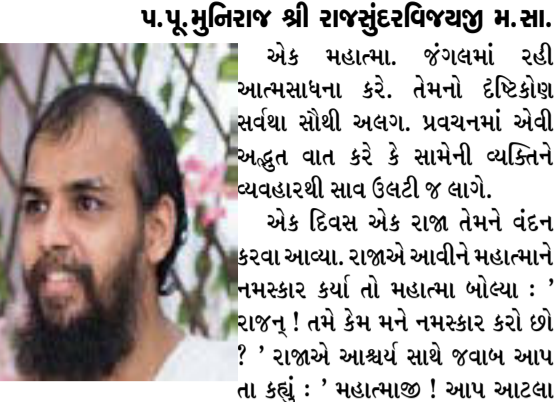 પ.પૂ.મુનિરાજ શ્રી રાજસુંદરવિજયજી મ.સા.
એક મહાત્મા. જંગલમાં રહી
આત્મસાધના કરે. તેમનો દૃષ્ટિકોણ
સર્વથા સૌથી અલગ. પ્રવચનમાં એવી
અદ્ભુત વાત કરે કે સામેની વ્યક્તિને
વ્યવહારથી સાવ ઉલટી જ લાગે.
એક દિવસ એક રાજા તેમને વંદન
કરવા આવ્યા. રાજાએ આવીને મહાત્માને
નમસ્કાર કર્યા તો મહાત્મા બોલ્યા : ’
રાજન્ ! તમે કેમ મને નમસ્કાર કરો છો
? ’ રાજાએ આશ્ચર્ય સાથે જવાબ આપ
તા કહ્યું : ’ મહાત્માજી ! આપ આટલા